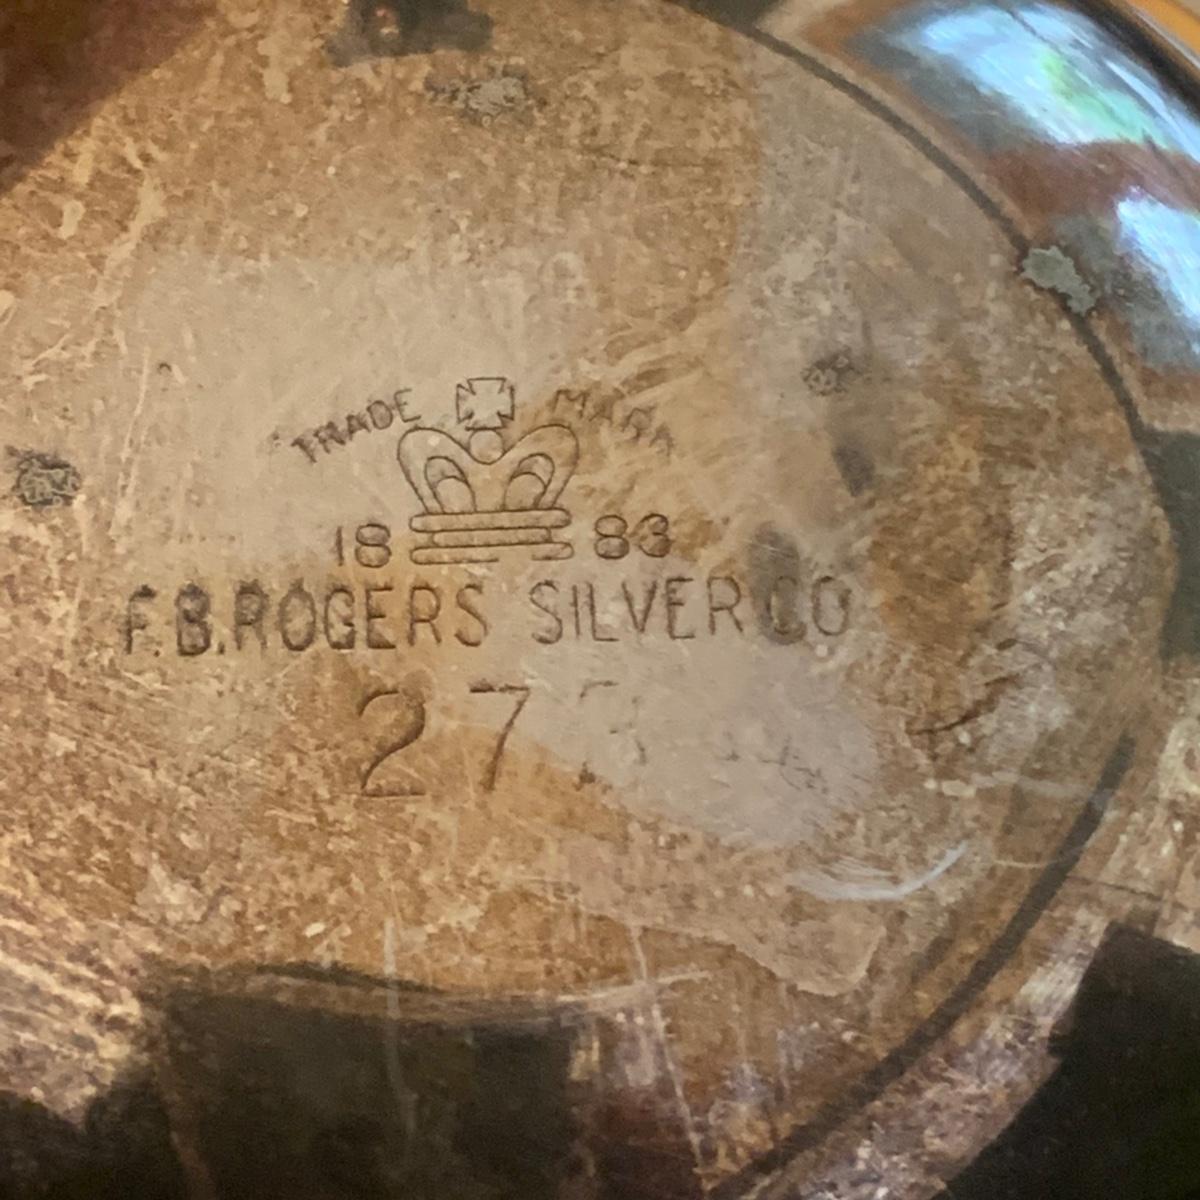 TRADE MARK
18 83
F.B.ROGERS SILVER CO
27